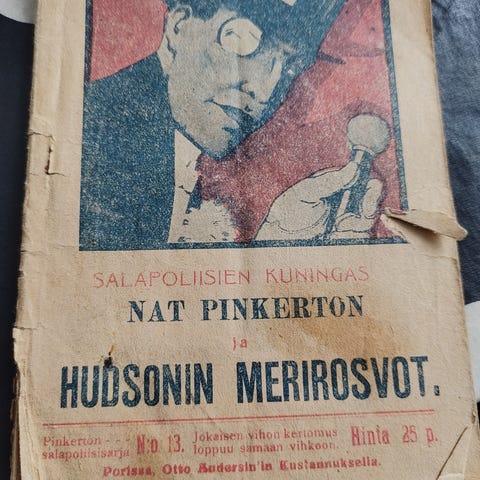 SALAPOLIISIEN KUNINGAS
NAT PINKERTON
ja
HUDSONIN MERIROSVOT.
Pinkerton - - salapoliisisarja N:o 13. Jokaisen vihon kertomus loppuu samaan vihkoon. Hinta 25 p.
Porissa, Otto Andersin'in Kustannuksella.